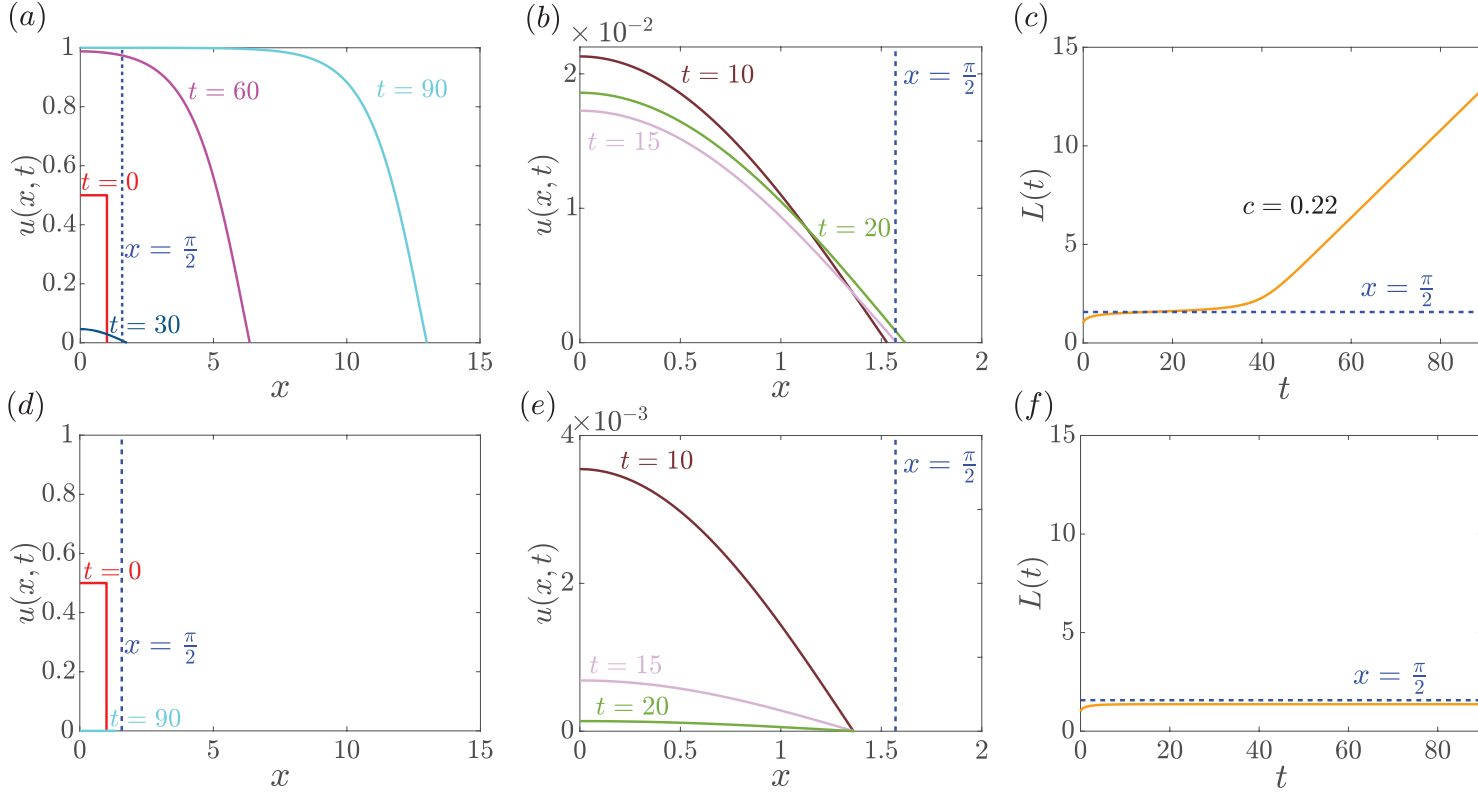 (a)
1
0.8
0.6
0.4
0.2
0
0
5
10
15
u(x, t)
x
t = 0
t = 30
t = 60
t = 90
x = π/2
(b)
×10⁻²
2
1
0
0
0.5
1
1.5
2
u(x, t)
x
t = 10
t = 15
t = 20
x = π/2
(c)
15
10
5
0
0
20
40
60
80
L(t)
t
c = 0.22
x = π/2
(d)
1
0.8
0.6
0.4
0.2
0
0
5
10
15
u(x, t)
x
t = 0
t = 90
x = π/2
(e)
×10⁻³
4
2
0
0
0.5
1
1.5
2
u(x, t)
x
t = 10
t = 15
t = 20
x = π/2
(f)
15
10
5
0
0
20
40
60
80
L(t)
t
x = π/2